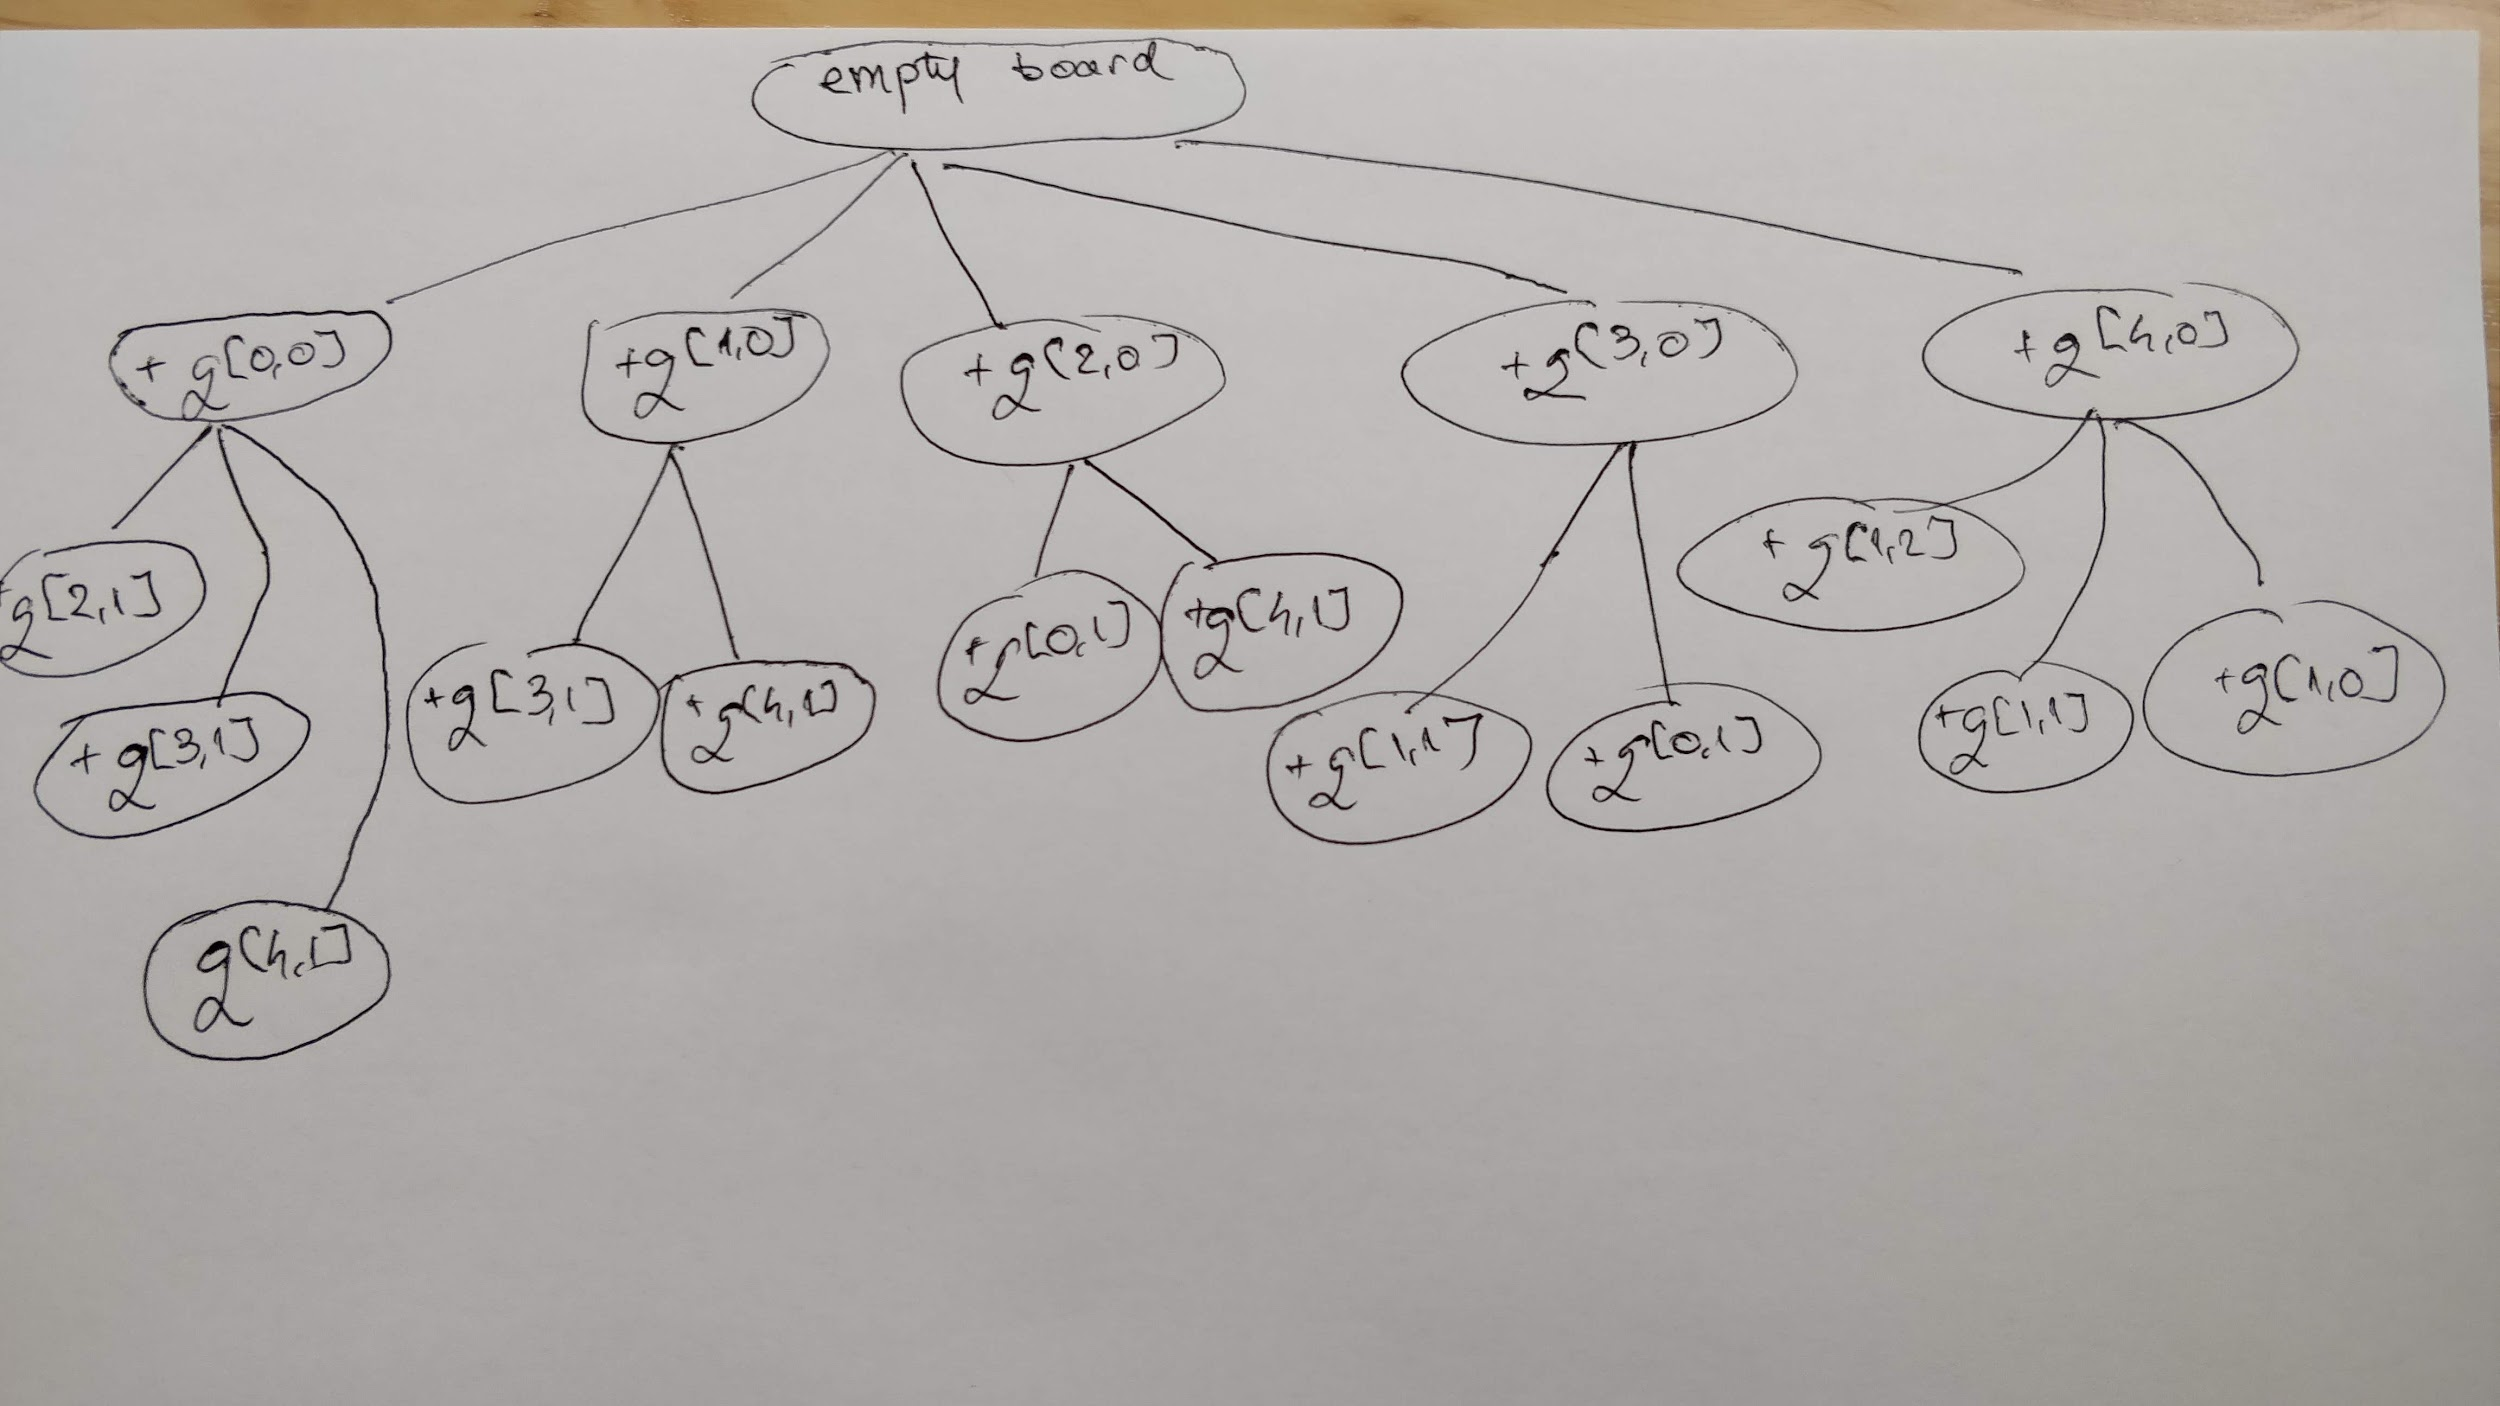 empty board
+ g[0,0]
+g[1,0]
+ g[2,0]
+g[3,0]
+g[4,0]
+g[2,1]
+ g[3,1]
g[4,1]
+g[3,1]
+g[4,1]
+g[0,1]
+g[4,1]
+g[1,1]
+g[0,1]
+ g[1,2]
+g[1,1]
+g[1,0]